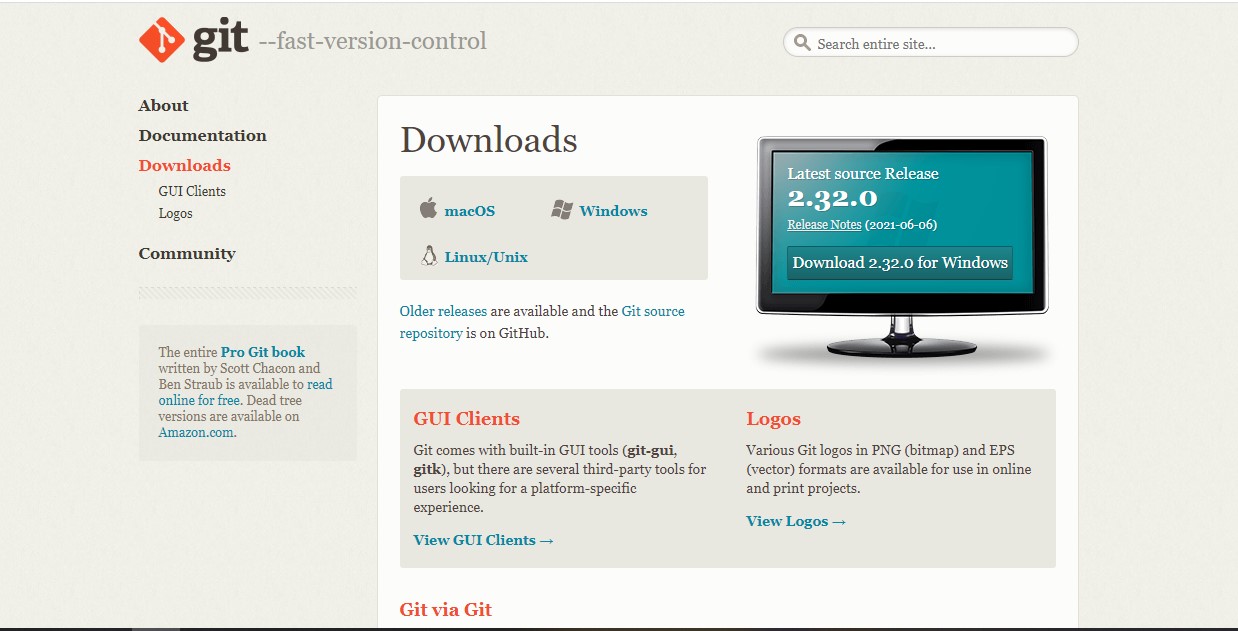 git --fast-version-control
Search entire site...
About
Documentation
Downloads
GUI Clients
Logos
Community
The entire Pro Git book
written by Scott Chacon and
Ben Straub is available to read
online for free. Dead tree
versions are available on
Amazon.com.
Downloads
macOS Windows
Linux/Unix
Older releases are available and the Git source
repository is on GitHub.
Latest source Release
2.32.0
Release Notes (2021-06-06)
Download 2.32.0 for Windows
GUI Clients
Git comes with built-in GUI tools (git-gui,
gitk), but there are several third-party tools for
users looking for a platform-specific
experience.
View GUI Clients →
Logos
Various Git logos in PNG (bitmap) and EPS
(vector) formats are available for use in online
and print projects.
View Logos →
Git via Git